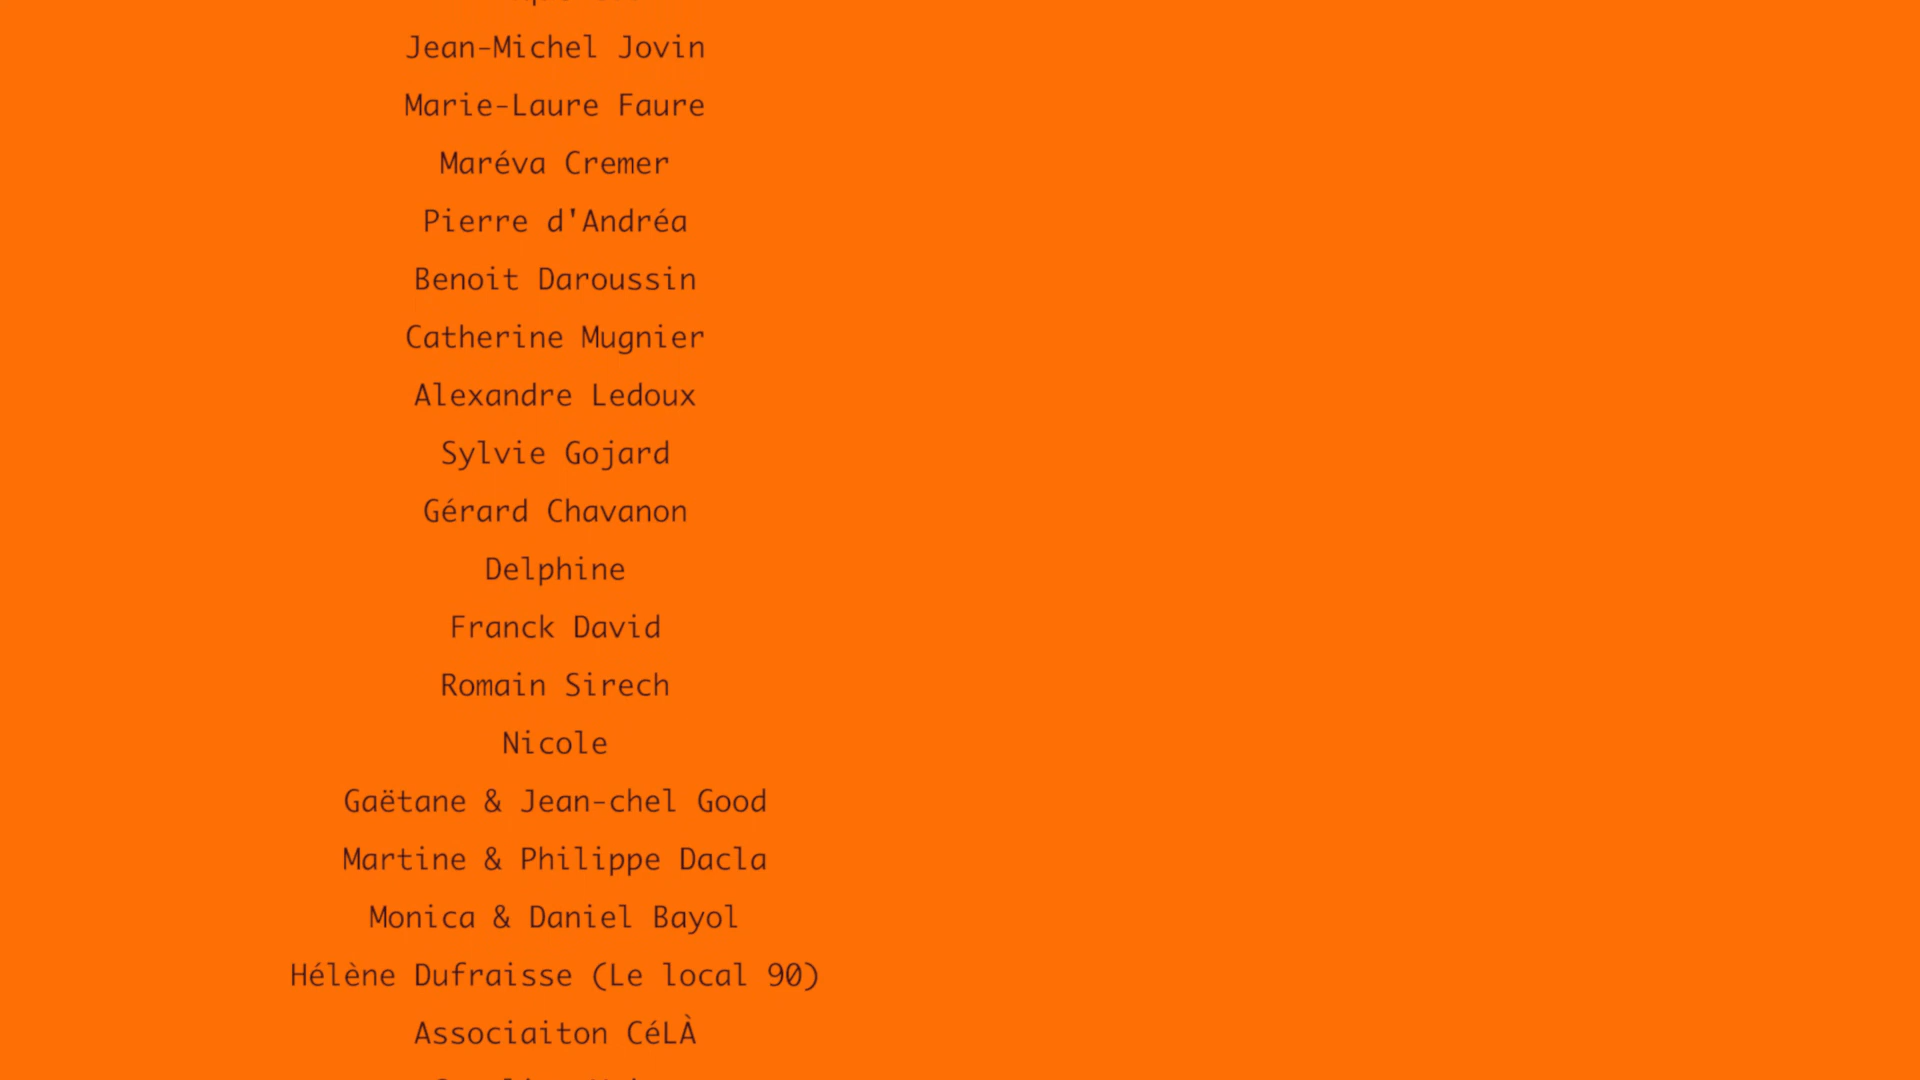 Jean-Michel Jovin
Marie-Laure Faure
Maréva Cremer
Pierre d'Andréa
Benoit Daroussin
Catherine Mugnier
Alexandre Ledoux
Sylvie Gojard
Gérard Chavanon
Delphine
Franck David
Romain Sirech
Nicole
Gaëtane & Jean-chel Good
Martine & Philippe Dacla
Monica & Daniel Bayol
Hélène Dufraisse (Le local 90)
Associaiton CéLÀ